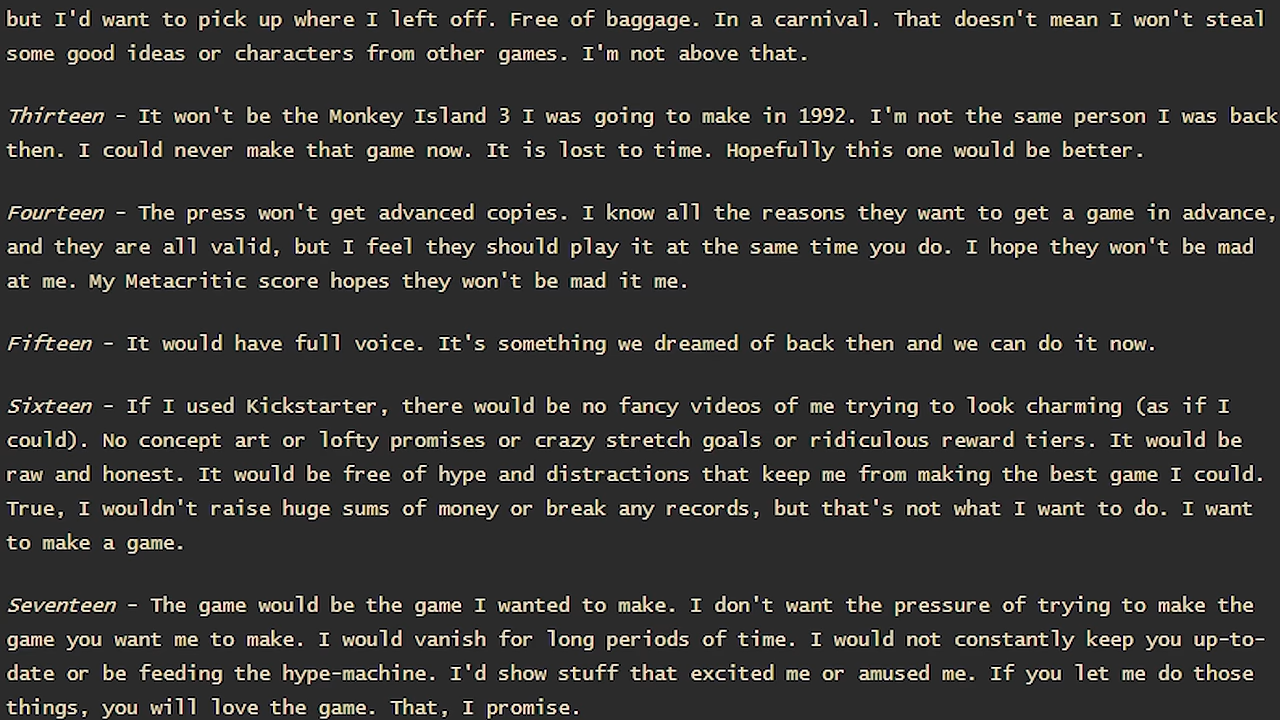 but I'd want to pick up where I left off. Free of baggage. In a carnival. That doesn't mean I won't steal
some good ideas or characters from other games. I'm not above that.
Thirteen - It won't be the Monkey Island 3 I was going to make in 1992. I'm not the same person I was back
then. I could never make that game now. It is lost to time. Hopefully this one would be better.
Fourteen - The press won't get advanced copies. I know all the reasons they want to get a game in advance,
and they are all valid, but I feel they should play it at the same time you do. I hope they won't be mad
at me. My Metacritic score hopes they won't be mad it me.
Fifteen - It would have full voice. It's something we dreamed of back then and we can do it now.
Sixteen - If I used Kickstarter, there would be no fancy videos of me trying to look charming (as if I
could). No concept art or lofty promises or crazy stretch goals or ridiculous reward tiers. It would be
raw and honest. It would be free of hype and distractions that keep me from making the best game I could.
True, I wouldn't raise huge sums of money or break any records, but that's not what I want to do. I want
to make a game.
Seventeen - The game would be the game I wanted to make. I don't want the pressure of trying to make the
game you want me to make. I would vanish for long periods of time. I would not constantly keep you up-to-
date or be feeding the hype-machine. I'd show stuff that excited me or amused me. If you let me do those
things, you will love the game. That, I promise.